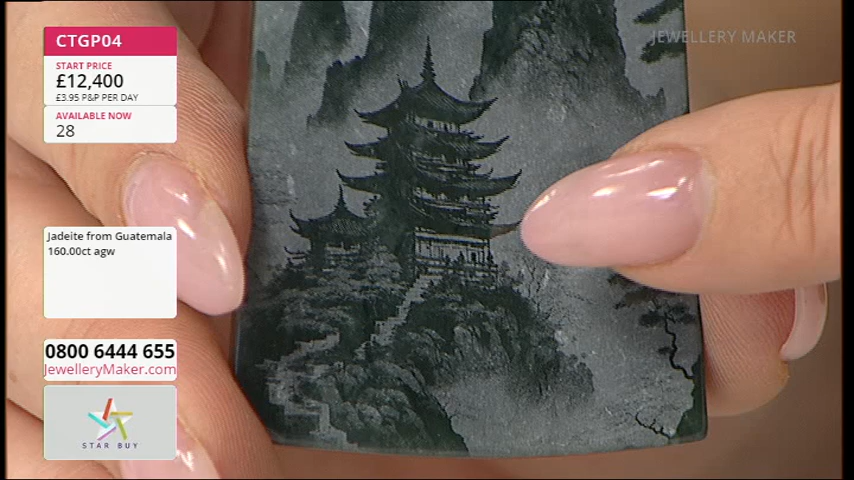 CTGP04
START PRICE
£12,400
£3.95 P&P PER DAY
AVAILABLE NOW
28
Jadeite from Guatemala
160.00ct agw
0800 6444 655
JewelleryMaker.com
STAR BUY
JEWELLERY MAKER